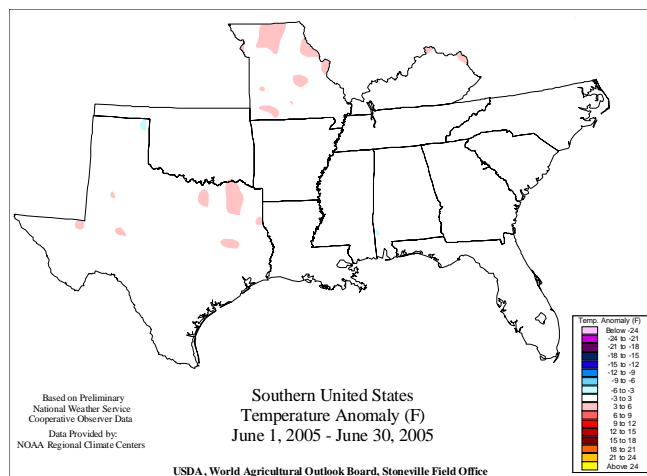 Temp. Anomaly (F)
Below -24
-24 to -21
-21 to -18
-18 to -15
-15 to -12
-12 to -9
-9 to -6
-6 to -3
-3 to 3
3 to 6
6 to 9
9 to 12
12 to 15
15 to 18
18 to 21
21 to 24
Above 24
Based on Preliminary
National Weather Service
Cooperative Observer Data
Data Provided by:
NOAA Regional Climate Centers
Southern United States
Temperature Anomaly (F)
June 1, 2005 - June 30, 2005
USDA, World Agricultural Outlook Board, Stoneville Field Office